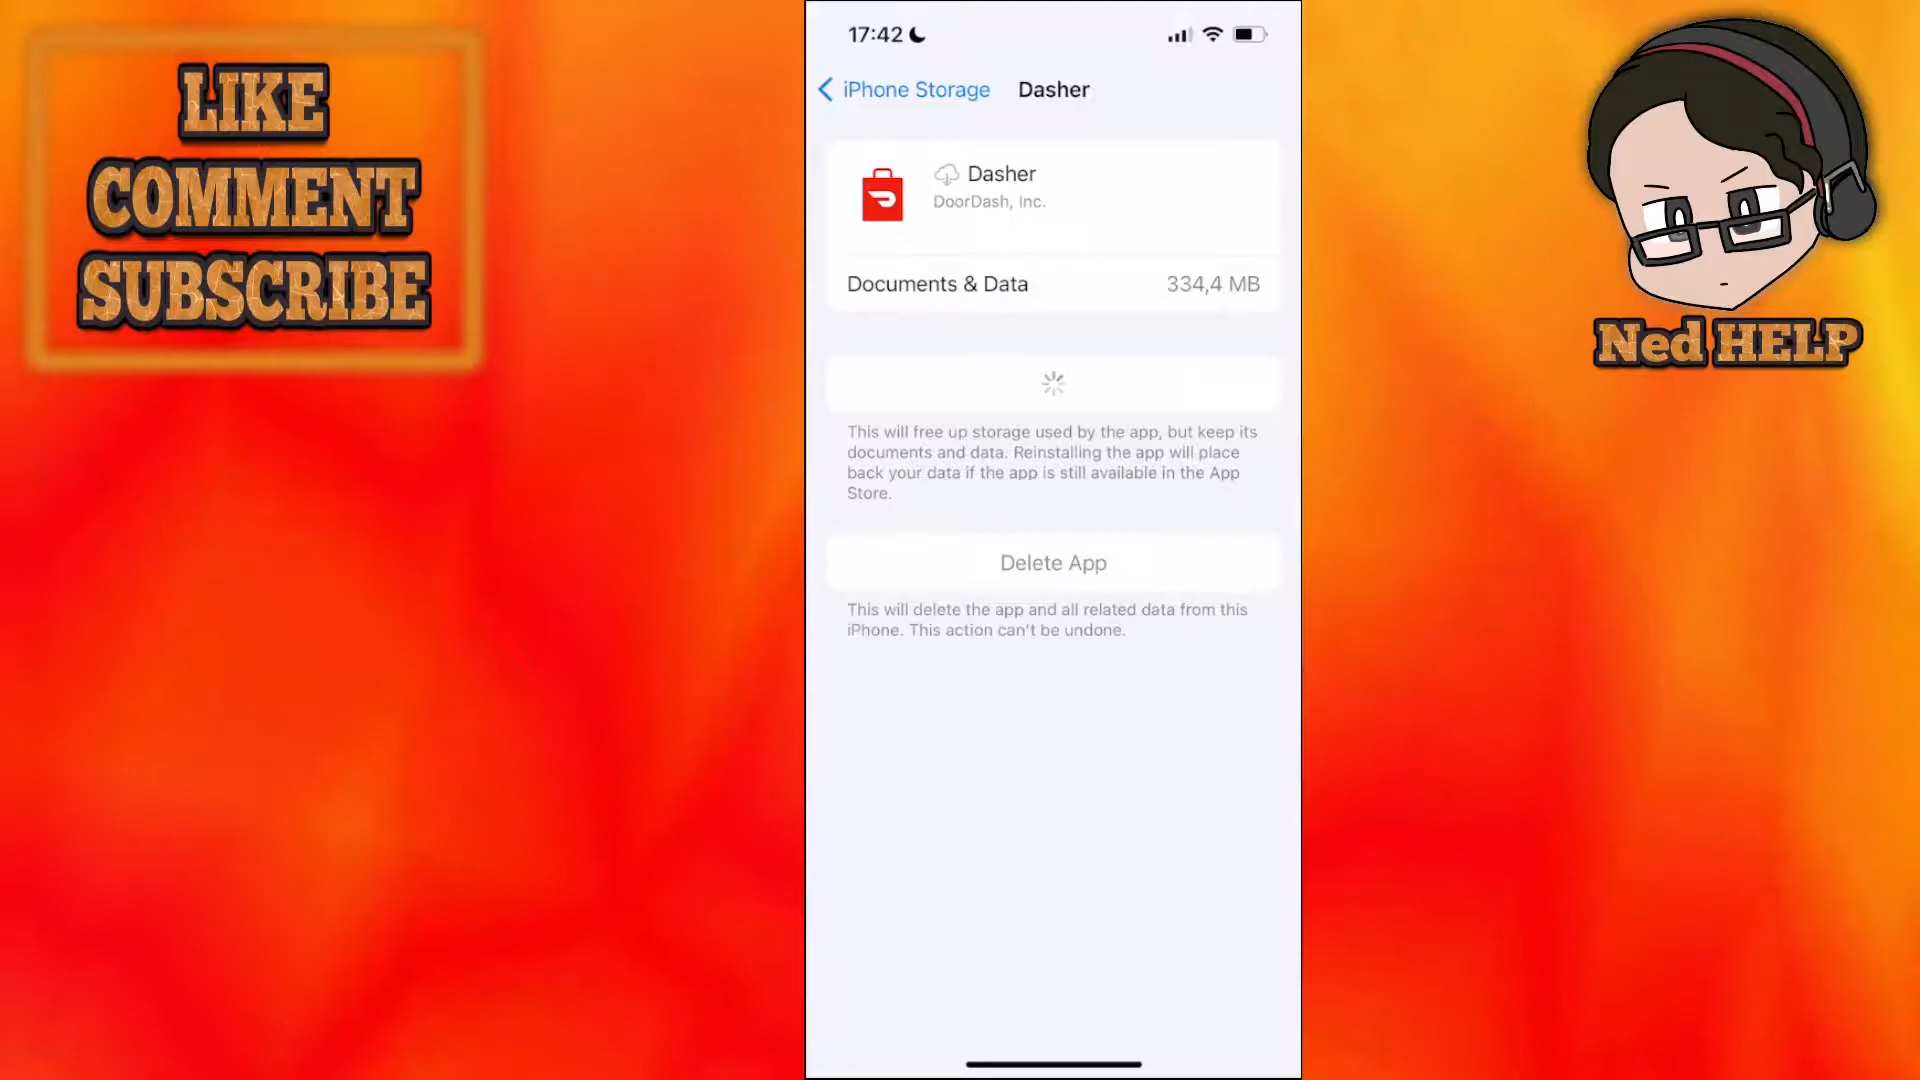 LIKE
COMMENT
SUBSCRIBE
17:42
iPhone Storage
Dasher
Dasher
DoorDash, Inc.
Documents & Data
334,4 MB
This will free up storage used by the app, but keep its
documents and data. Reinstalling the app will place
back your data if the app is still available in the App
Store.
Delete App
This will delete the app and all related data from this
iPhone. This action can't be undone.
Ned HELP